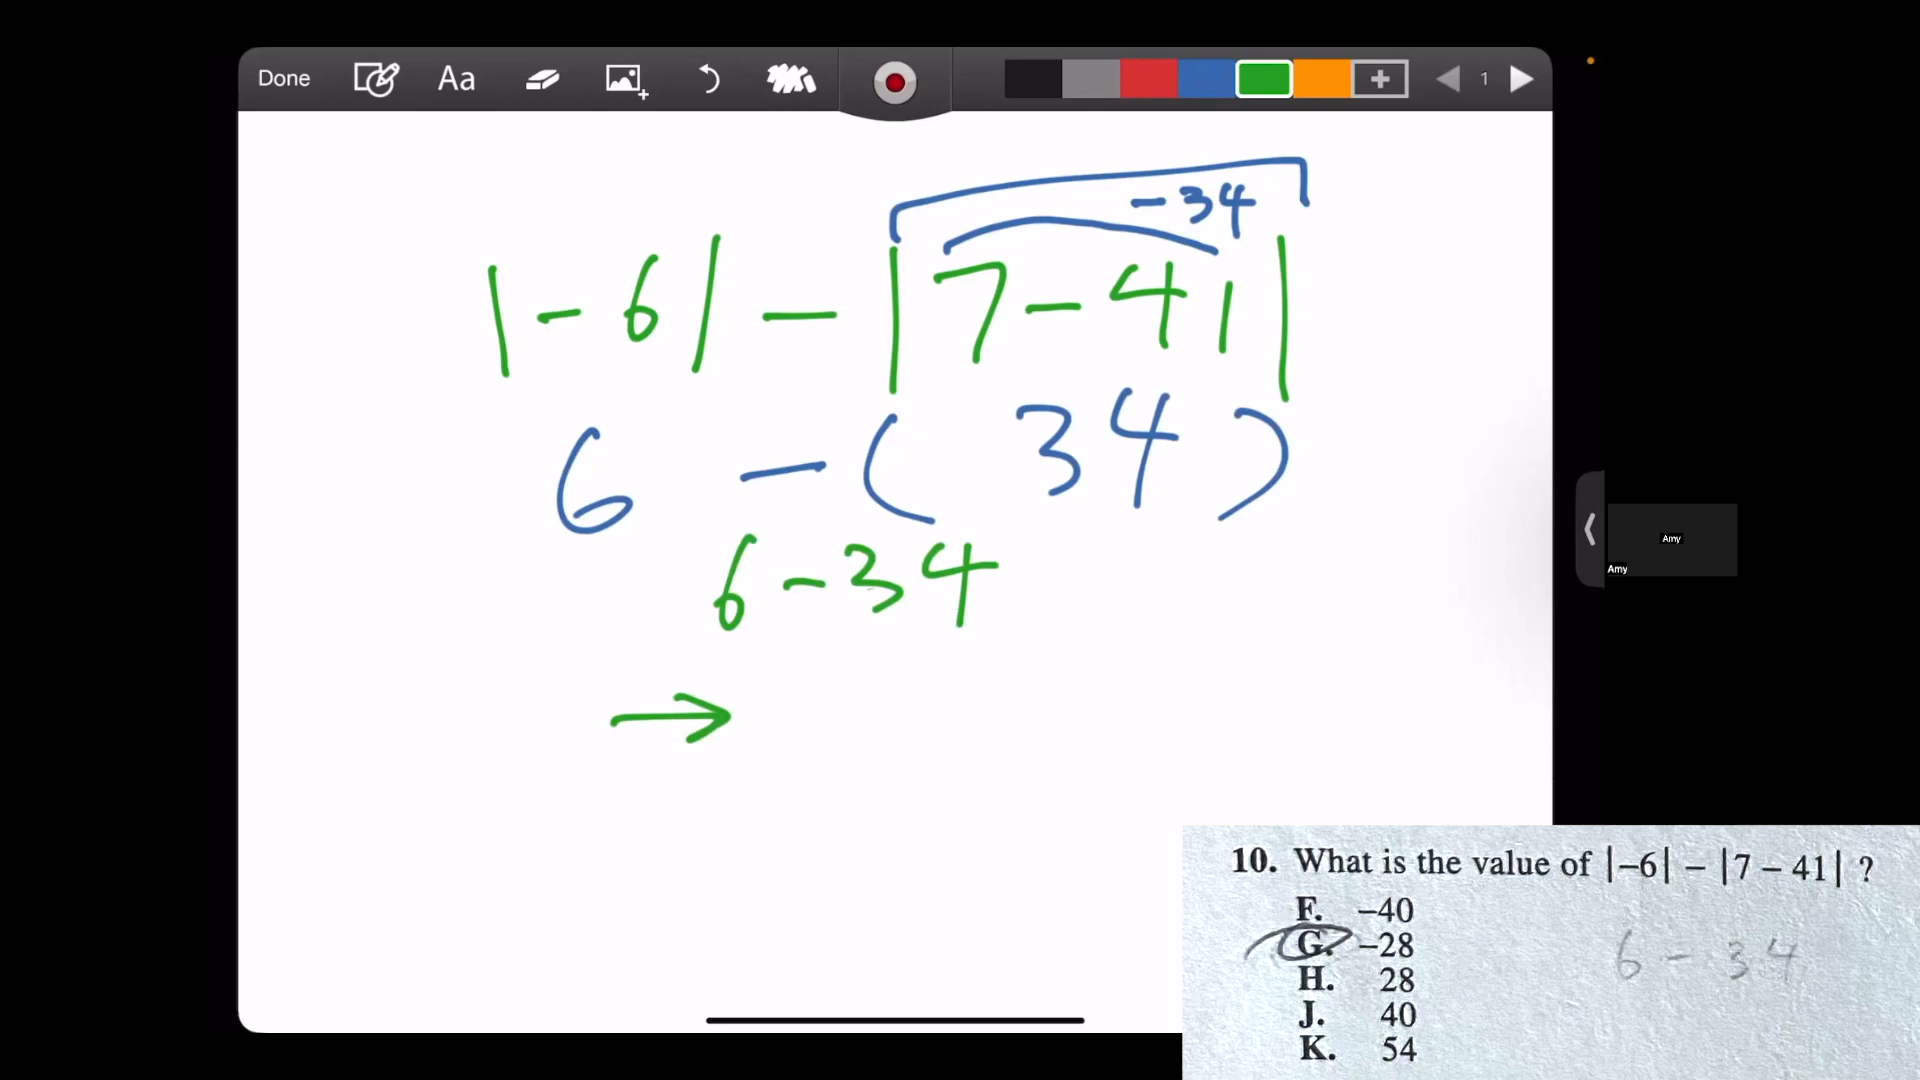 Done Aa 1
-34
|-6| - |7-41|
6 - ( 34 )
6-34
→
Amy
Amy
10. What is the value of |−6| − |7 − 41| ?
F. −40
G. −28
6 - 34
H. 28
J. 40
K. 54